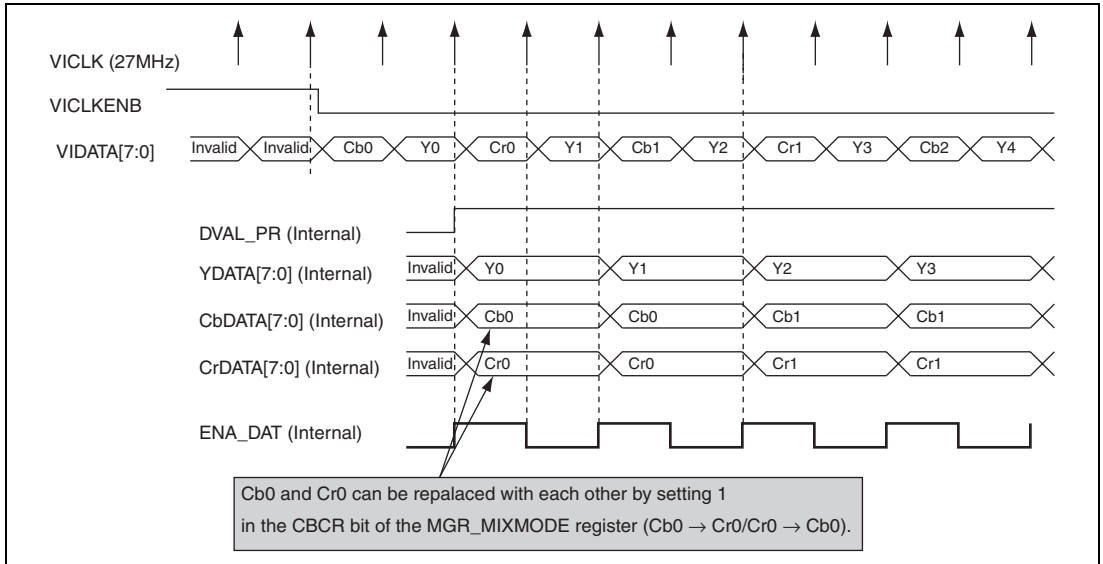 VICLK (27MHz)
VICLKENB
VIDATA[7:0] Invalid Invalid Cb0 Y0 Cr0 Y1 Cb1 Y2 Cr1 Y3 Cb2 Y4
DVAL_PR (Internal)
YDATA[7:0] (Internal) Invalid Y0 Y1 Y2 Y3
CbDATA[7:0] (Internal) Invalid Cb0 Cb0 Cb1 Cb1
CrDATA[7:0] (Internal) Invalid Cr0 Cr0 Cr1 Cr1
ENA_DAT (Internal)
Cb0 and Cr0 can be repalaced with each other by setting 1
in the CBCR bit of the MGR_MIXMODE register (Cb0 → Cr0/Cr0 → Cb0).